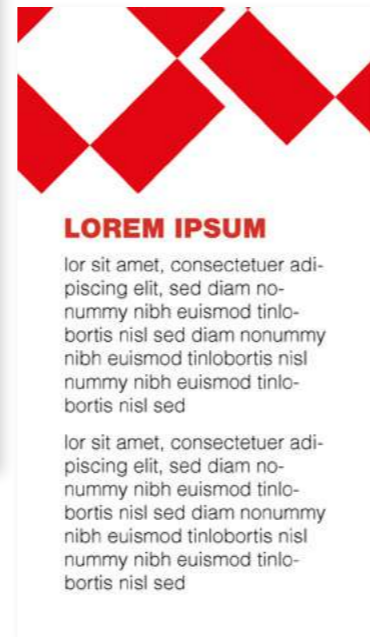 LOREM IPSUM
lor sit amet, consectetuer adi-
piscing elit, sed diam no-
nummy nibh euismod tinlo-
bortis nisl sed diam nonummy
nibh euismod tinlobortis nisl
nummy nibh euismod tinlo-
bortis nisl sed
lor sit amet, consectetuer adi-
piscing elit, sed diam no-
nummy nibh euismod tinlo-
bortis nisl sed diam nonummy
nibh euismod tinlobortis nisl
nummy nibh euismod tinlo-
bortis nisl sed